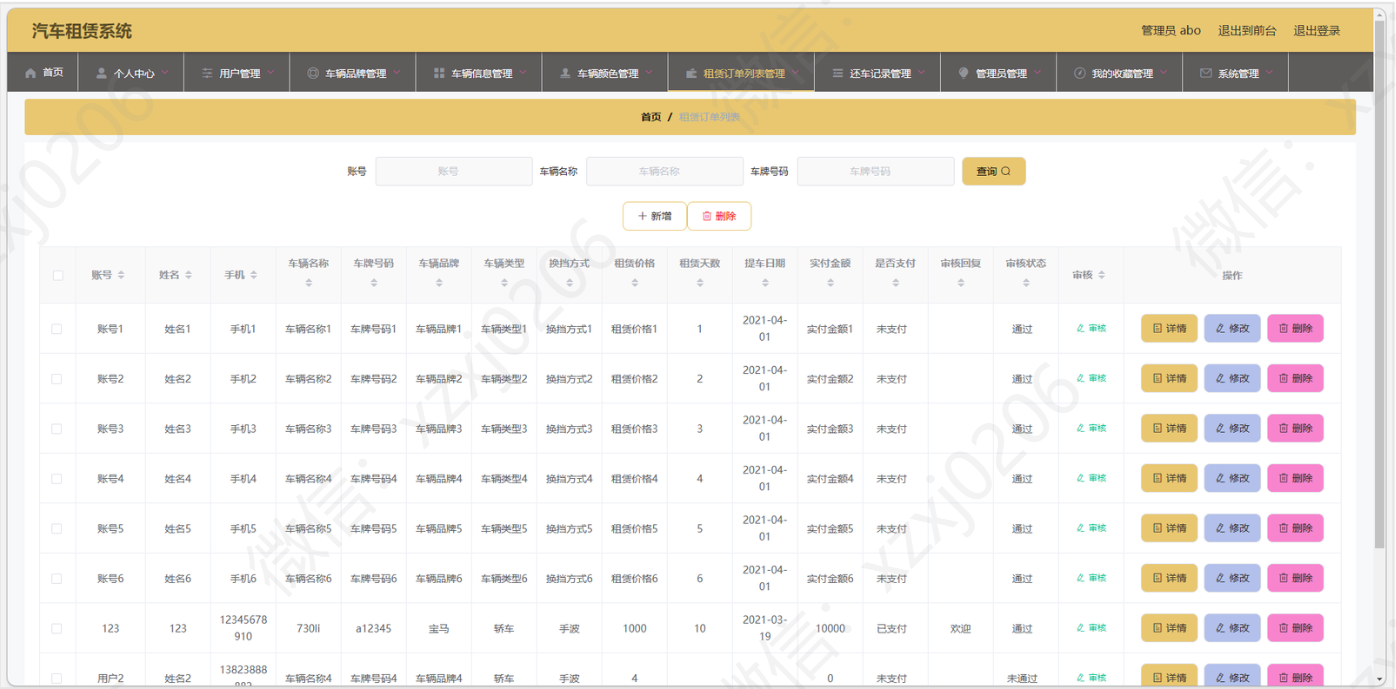 汽车租赁系统 管理员 abo 退出到前台 退出登录
首页 个人中心 用户管理 车辆品牌管理 车辆信息管理 车辆颜色管理 租赁订单列表管理 还车记录管理 管理员管理 我的收藏管理 系统管理
首页 / 租赁订单列表
账号 账号 车辆名称 车辆名称 车牌号码 车牌号码 查询
新增 删除
账号 姓名 手机 车辆名称 车牌号码 车辆品牌 车辆类型 换挡方式 租赁价格 租赁天数 提车日期 实付金额 是否支付 审核回复 审核状态 审核 操作
账号1 姓名1 手机1 车辆名称1 车牌号码1 车辆品牌1 车辆类型1 换挡方式1 租赁价格1 1 2021-04-01 实付金额1 未支付 通过 审核 详情 修改 删除
账号2 姓名2 手机2 车辆名称2 车牌号码2 车辆品牌2 车辆类型2 换挡方式2 租赁价格2 2 2021-04-01 实付金额2 未支付 通过 审核 详情 修改 删除
账号3 姓名3 手机3 车辆名称3 车牌号码3 车辆品牌3 车辆类型3 换挡方式3 租赁价格3 3 2021-04-01 实付金额3 未支付 通过 审核 详情 修改 删除
账号4 姓名4 手机4 车辆名称4 车牌号码4 车辆品牌4 车辆类型4 换挡方式4 租赁价格4 4 2021-04-01 实付金额4 未支付 通过 审核 详情 修改 删除
账号5 姓名5 手机5 车辆名称5 车牌号码5 车辆品牌5 车辆类型5 换挡方式5 租赁价格5 5 2021-04-01 实付金额5 未支付 通过 审核 详情 修改 删除
账号6 姓名6 手机6 车辆名称6 车牌号码6 车辆品牌6 车辆类型6 换挡方式6 租赁价格6 6 2021-04-01 实付金额6 未支付 通过 审核 详情 修改 删除
123 123 12345678910 730li a12345 宝马 轿车 手波 1000 10 2021-03-19 10000 已支付 欢迎 通过 审核 详情 修改 删除
用户2 姓名2 13823888 车辆名称4 车牌号码4 车辆品牌4 轿车 手波 4 0 未支付 未通过 审核 详情 修改 删除
微信：xzxj0206